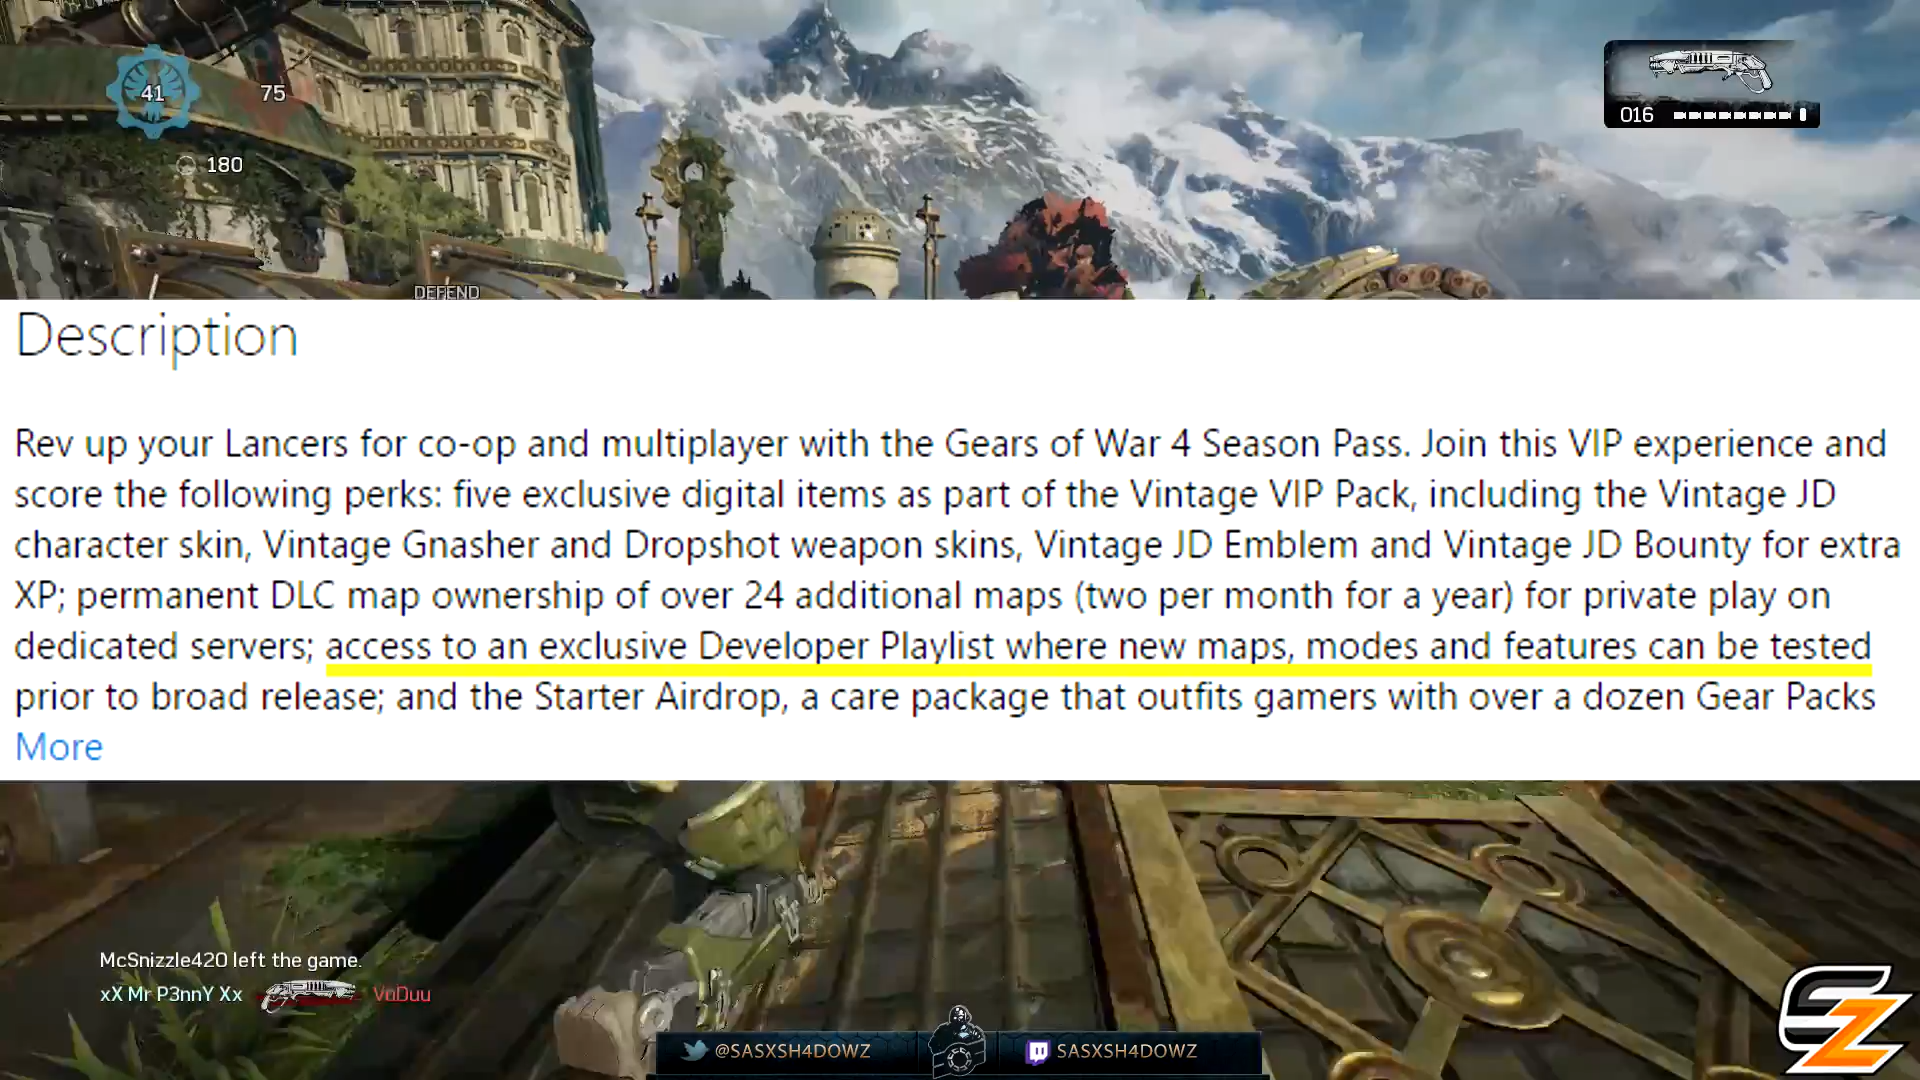 41
75
180
016
DEFEND
Description
Rev up your Lancers for co-op and multiplayer with the Gears of War 4 Season Pass. Join this VIP experience and
score the following perks: five exclusive digital items as part of the Vintage VIP Pack, including the Vintage JD
character skin, Vintage Gnasher and Dropshot weapon skins, Vintage JD Emblem and Vintage JD Bounty for extra
XP; permanent DLC map ownership of over 24 additional maps (two per month for a year) for private play on
dedicated servers; access to an exclusive Developer Playlist where new maps, modes and features can be tested
prior to broad release; and the Starter Airdrop, a care package that outfits gamers with over a dozen Gear Packs
More
McSnizzle420 left the game.
xX Mr P3nnY Xx VuDuu
@SASXSH4DOWZ
SASXSH4DOWZ
SZ